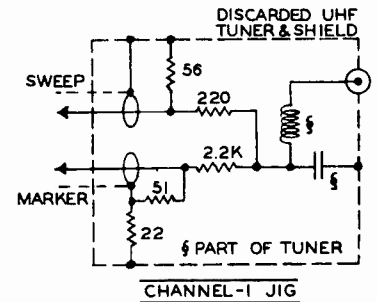 DISCARDED UHF
TUNER & SHIELD
SWEEP
56
220
§
2.2K
MARKER
51
§
22
§ PART OF TUNER
CHANNEL-1 JIG